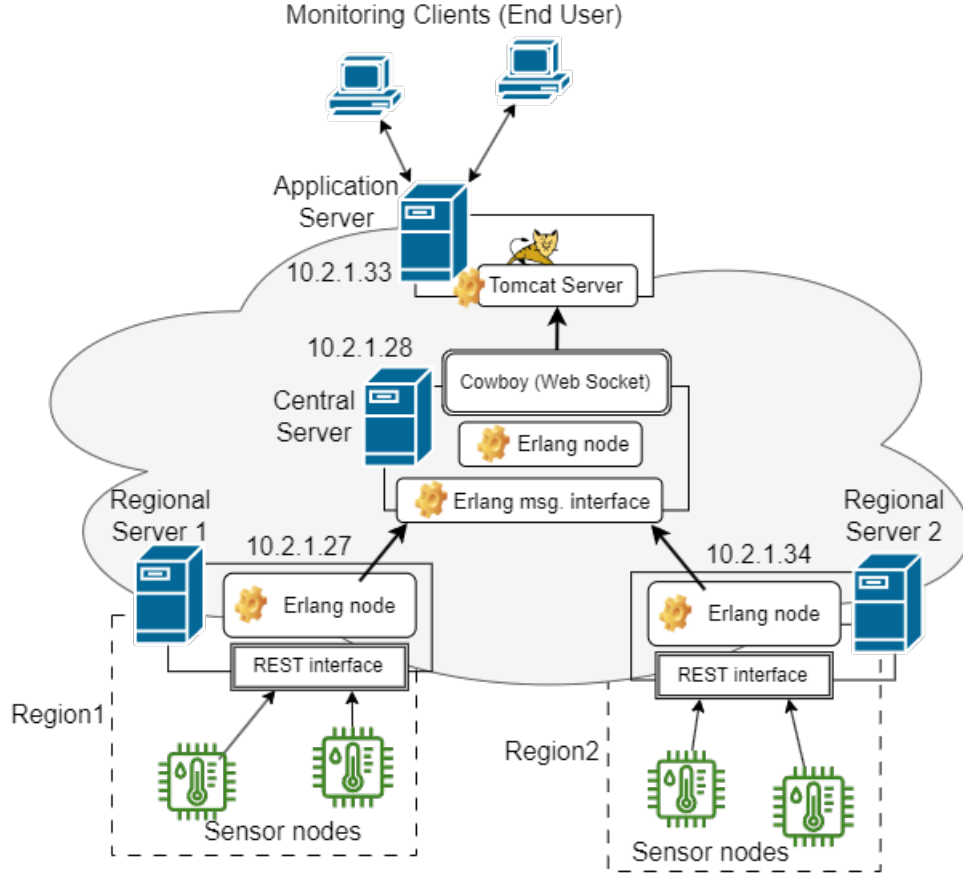 Monitoring Clients (End User)
Application
Server
10.2.1.33
Tomcat Server
10.2.1.28
Cowboy (Web Socket)
Central
Server
Erlang node
Erlang msg. interface
Regional
Server 1
10.2.1.27
Erlang node
REST interface
Regional
Server 2
10.2.1.34
Erlang node
REST interface
Region1
Sensor nodes
Region2
Sensor nodes